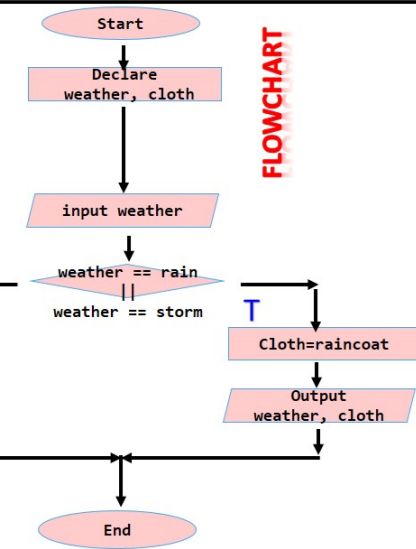 Start
FLOWCHART
Declare
weather, cloth
input weather
weather == rain
||
weather == storm
T
Cloth=raincoat
Output
weather, cloth
End